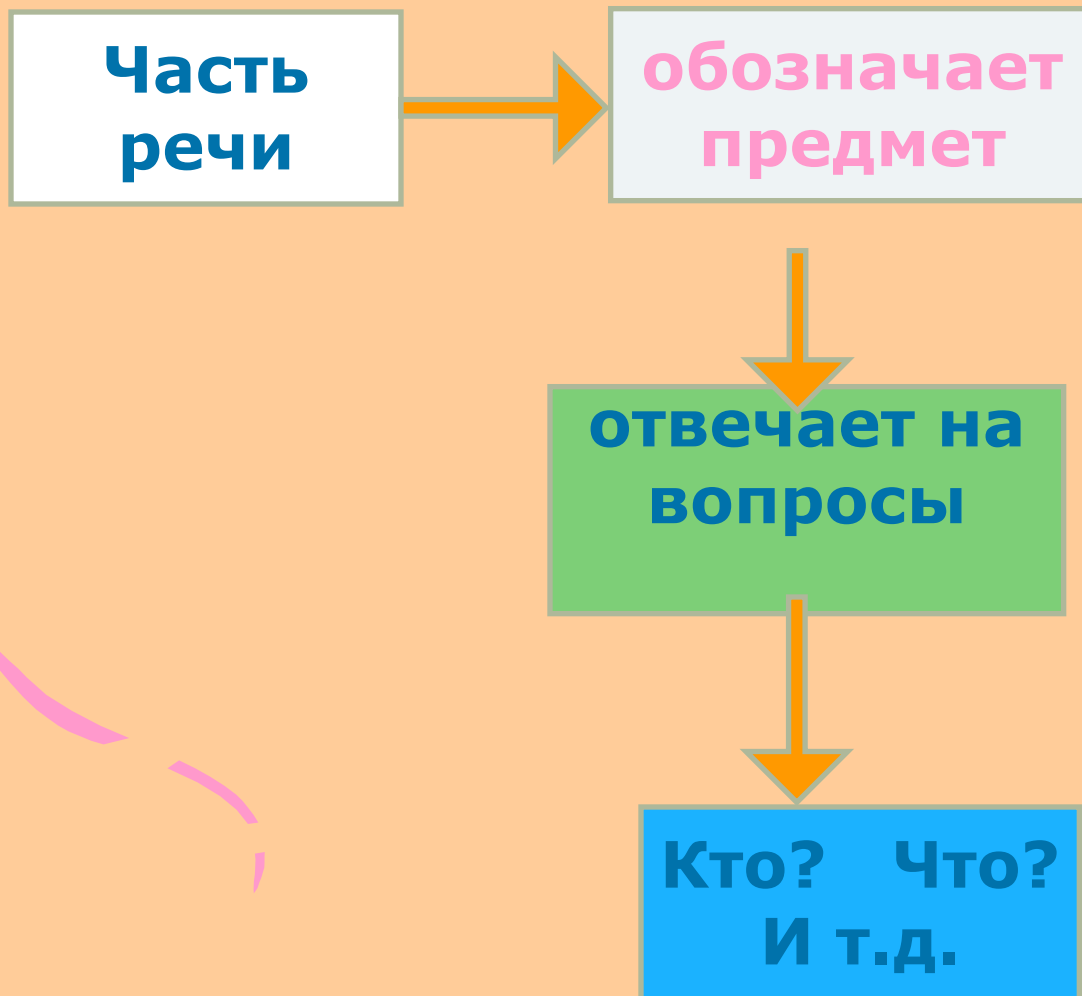 Часть
речи
обозначает
предмет
отвечает на
вопросы
Кто? Что?
И т.д.